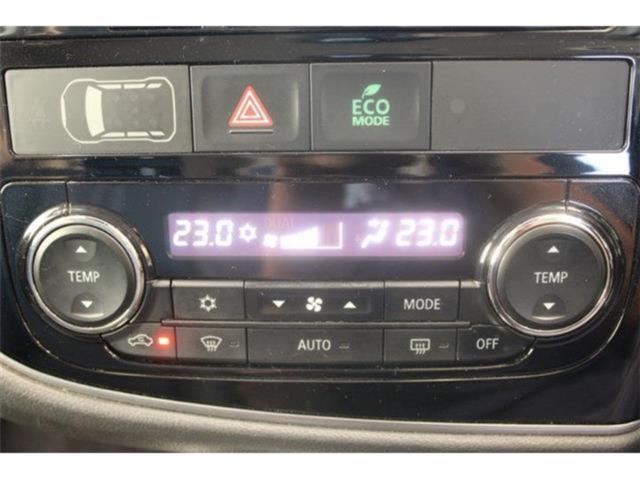 ECO
MODE
23.0 DUAL 23.0
TEMP
TEMP
MODE
AUTO
OFF